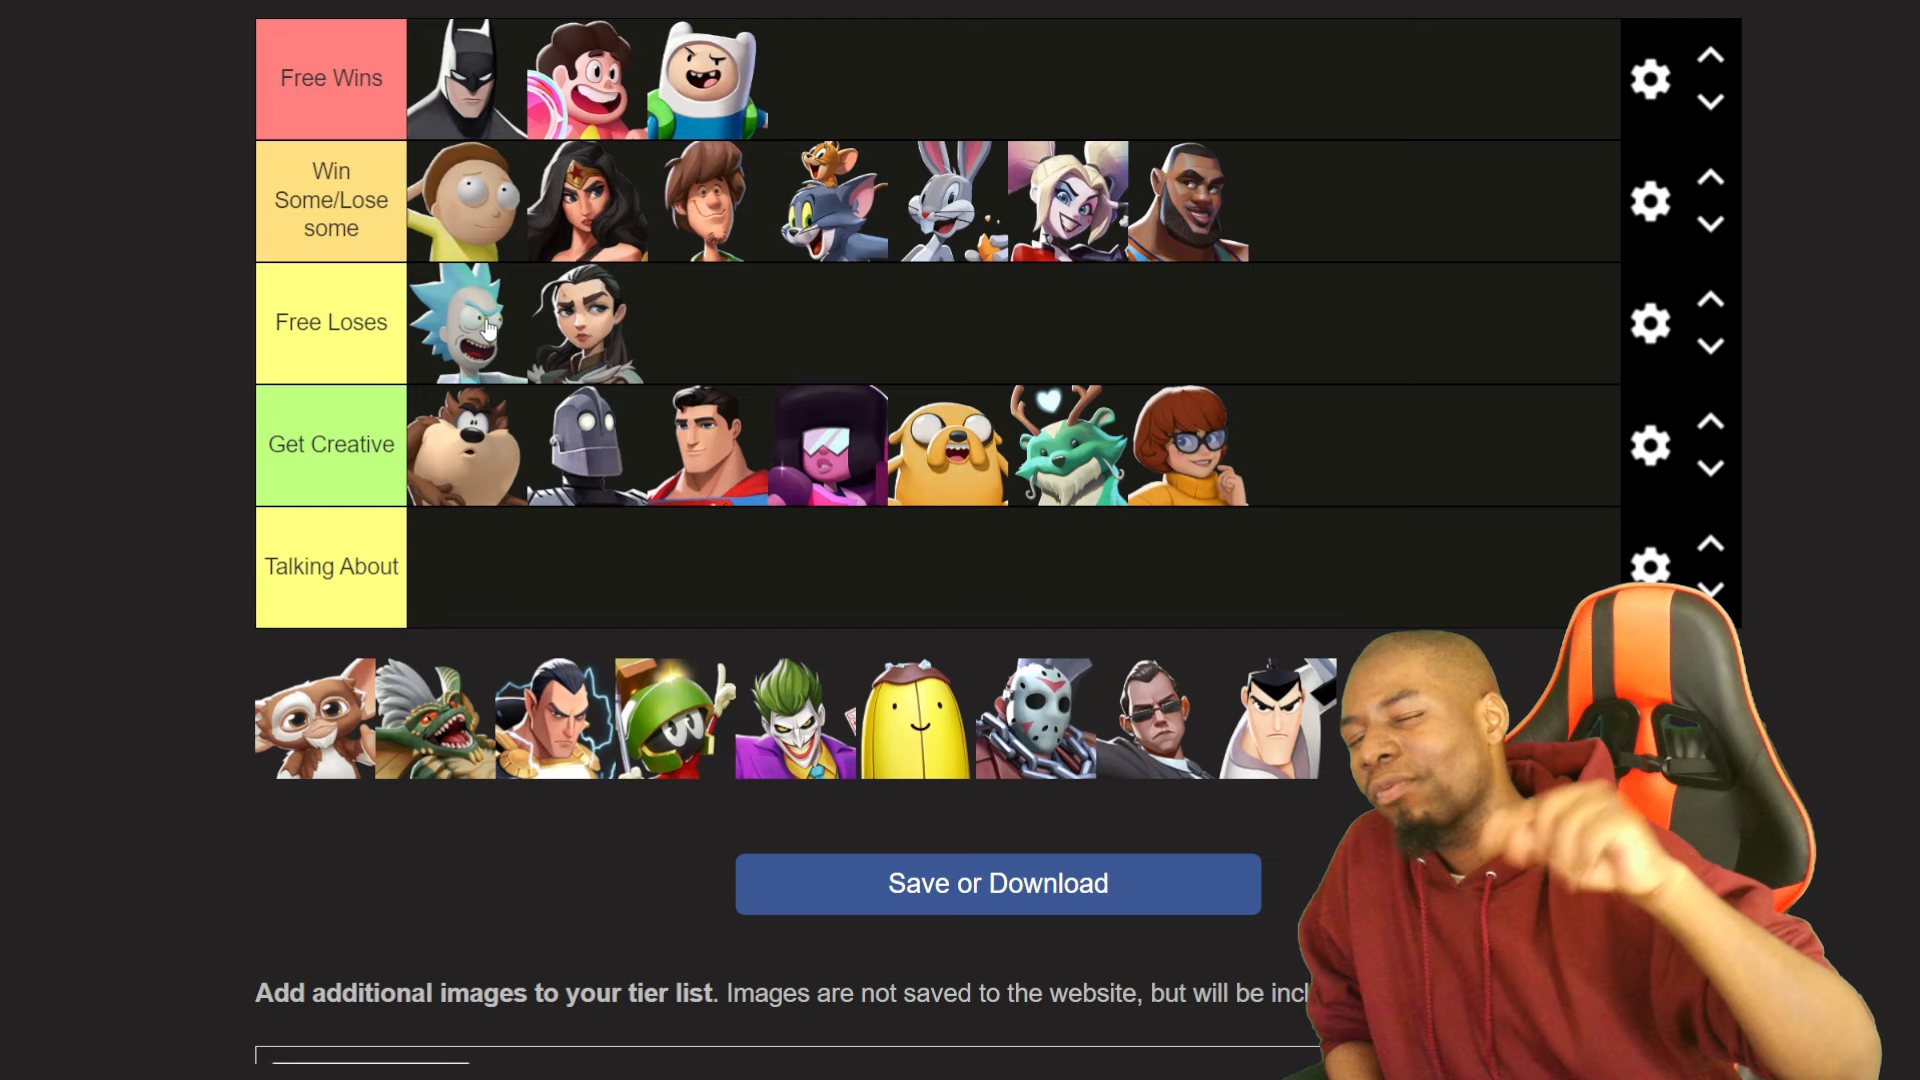 Free Wins
Win
Some/Lose
some
Free Loses
Get Creative
Talking About
Save or Download
Add additional images to your tier list. Images are not saved to the website, but will be incl